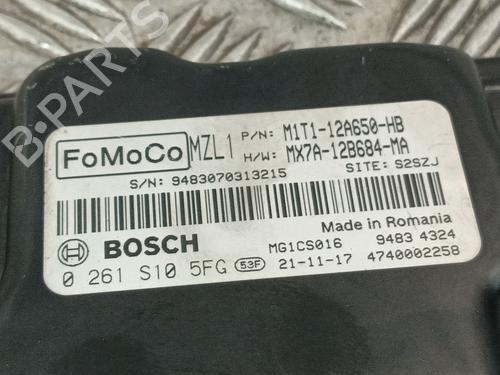 FoMoCo MZL1 P/N: M1T1-12A650-HB
H/W: MX7A-12B684-MA
S/N: 9483070313215 SITE: S2SZJ
Made in Romania
BOSCH MG1CS016 9483 4324
0 261 S10 5FG 53F 21-11-17 4740002258